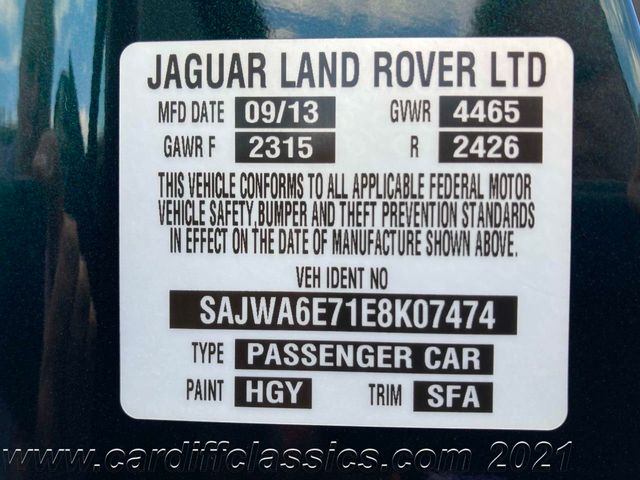 JAGUAR LAND ROVER LTD
MFD DATE 09/13 GVWR 4465
GAWR F 2315 R 2426
THIS VEHICLE CONFORMS TO ALL APPLICABLE FEDERAL MOTOR
VEHICLE SAFETY,BUMPER AND THEFT PREVENTION STANDARDS
IN EFFECT ON THE DATE OF MANUFACTURE SHOWN ABOVE.
VEH IDENT NO
SAJWA6E71E8K07474
TYPE PASSENGER CAR
PAINT HGY TRIM SFA
www.cardiffclassics.com 2021